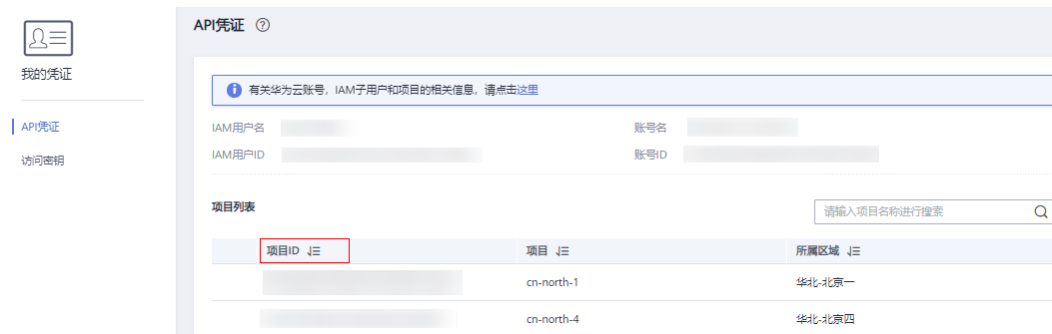 API凭证
我的凭证
有关华为云账号，IAM子用户和项目的相关信息，请点击这里
API凭证
IAM用户名
账号名
访问密钥
IAM用户ID
账号ID
项目列表
请输入项目名称进行搜索
项目ID 项目 所属区域
cn-north-1 华北-北京一
cn-north-4 华北-北京四